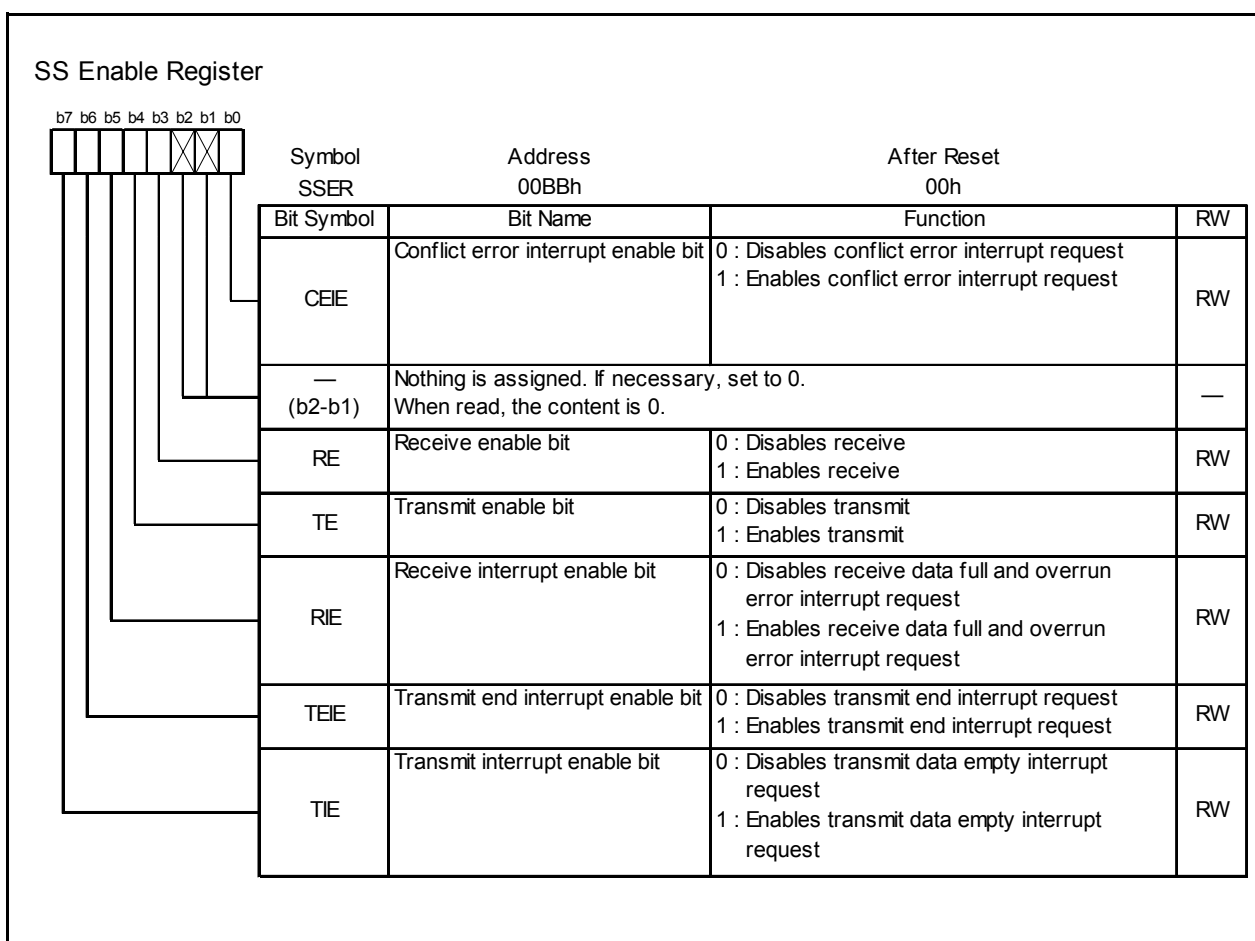 SS Enable Register
b7 b6 b5 b4 b3 b2 b1 b0
Symbol Address After Reset
SSER 00BBh 00h
Bit Symbol Bit Name Function RW
CEIE Conflict error interrupt enable bit 0 : Disables conflict error interrupt request
1 : Enables conflict error interrupt request RW
— (b2-b1) Nothing is assigned. If necessary, set to 0.
When read, the content is 0. —
RE Receive enable bit 0 : Disables receive
1 : Enables receive RW
TE Transmit enable bit 0 : Disables transmit
1 : Enables transmit RW
RIE Receive interrupt enable bit 0 : Disables receive data full and overrun
error interrupt request
1 : Enables receive data full and overrun
error interrupt request RW
TEIE Transmit end interrupt enable bit 0 : Disables transmit end interrupt request
1 : Enables transmit end interrupt request RW
TIE Transmit interrupt enable bit 0 : Disables transmit data empty interrupt
request
1 : Enables transmit data empty interrupt
request RW